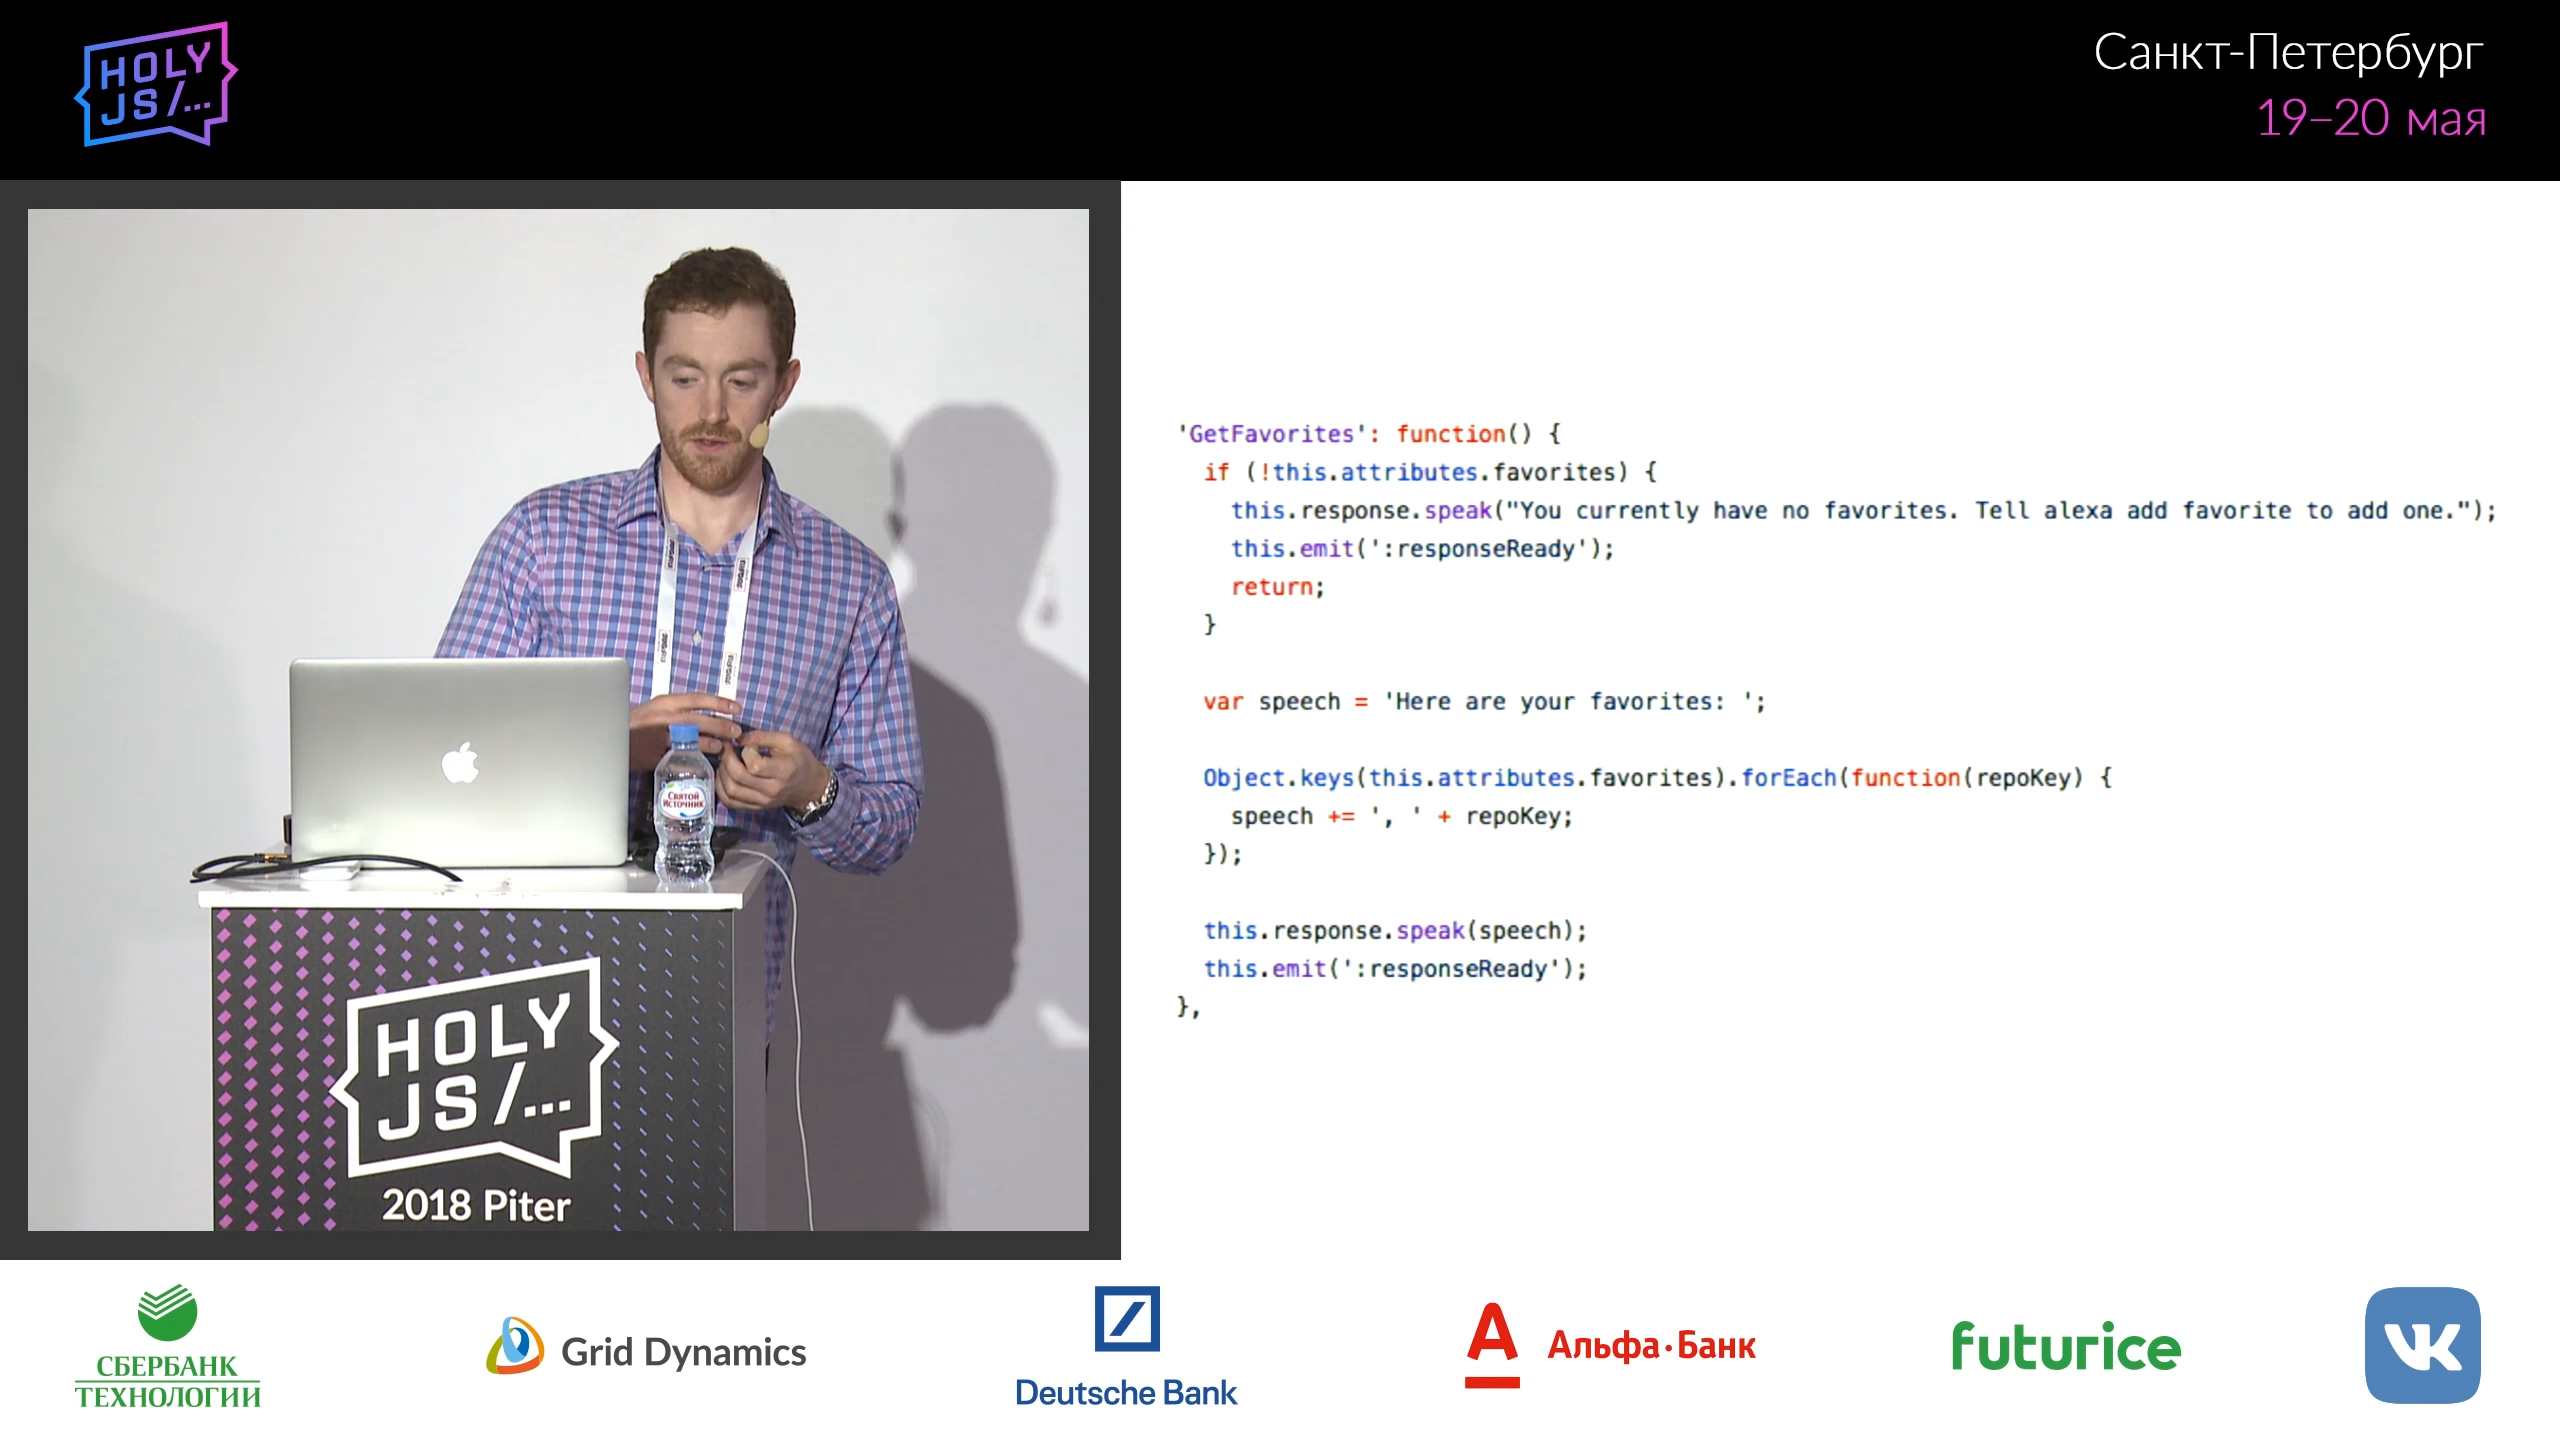 HOLY
JS/...
Санкт-Петербург
19–20 мая
'GetFavorites': function() {
if (!this.attributes.favorites) {
this.response.speak("You currently have no favorites. Tell alexa add favorite to add one.");
this.emit(':responseReady');
return;
}
var speech = 'Here are your favorites: ';
Object.keys(this.attributes.favorites).forEach(function(repoKey) {
speech += ', ' + repoKey;
});
this.response.speak(speech);
this.emit(':responseReady');
},
Святой
Источник
HOLY
JS/...
2018 Piter
СБЕРБАНК
ТЕХНОЛОГИИ
Grid Dynamics
Deutsche Bank
А Альфа·Банк
futurice
VK